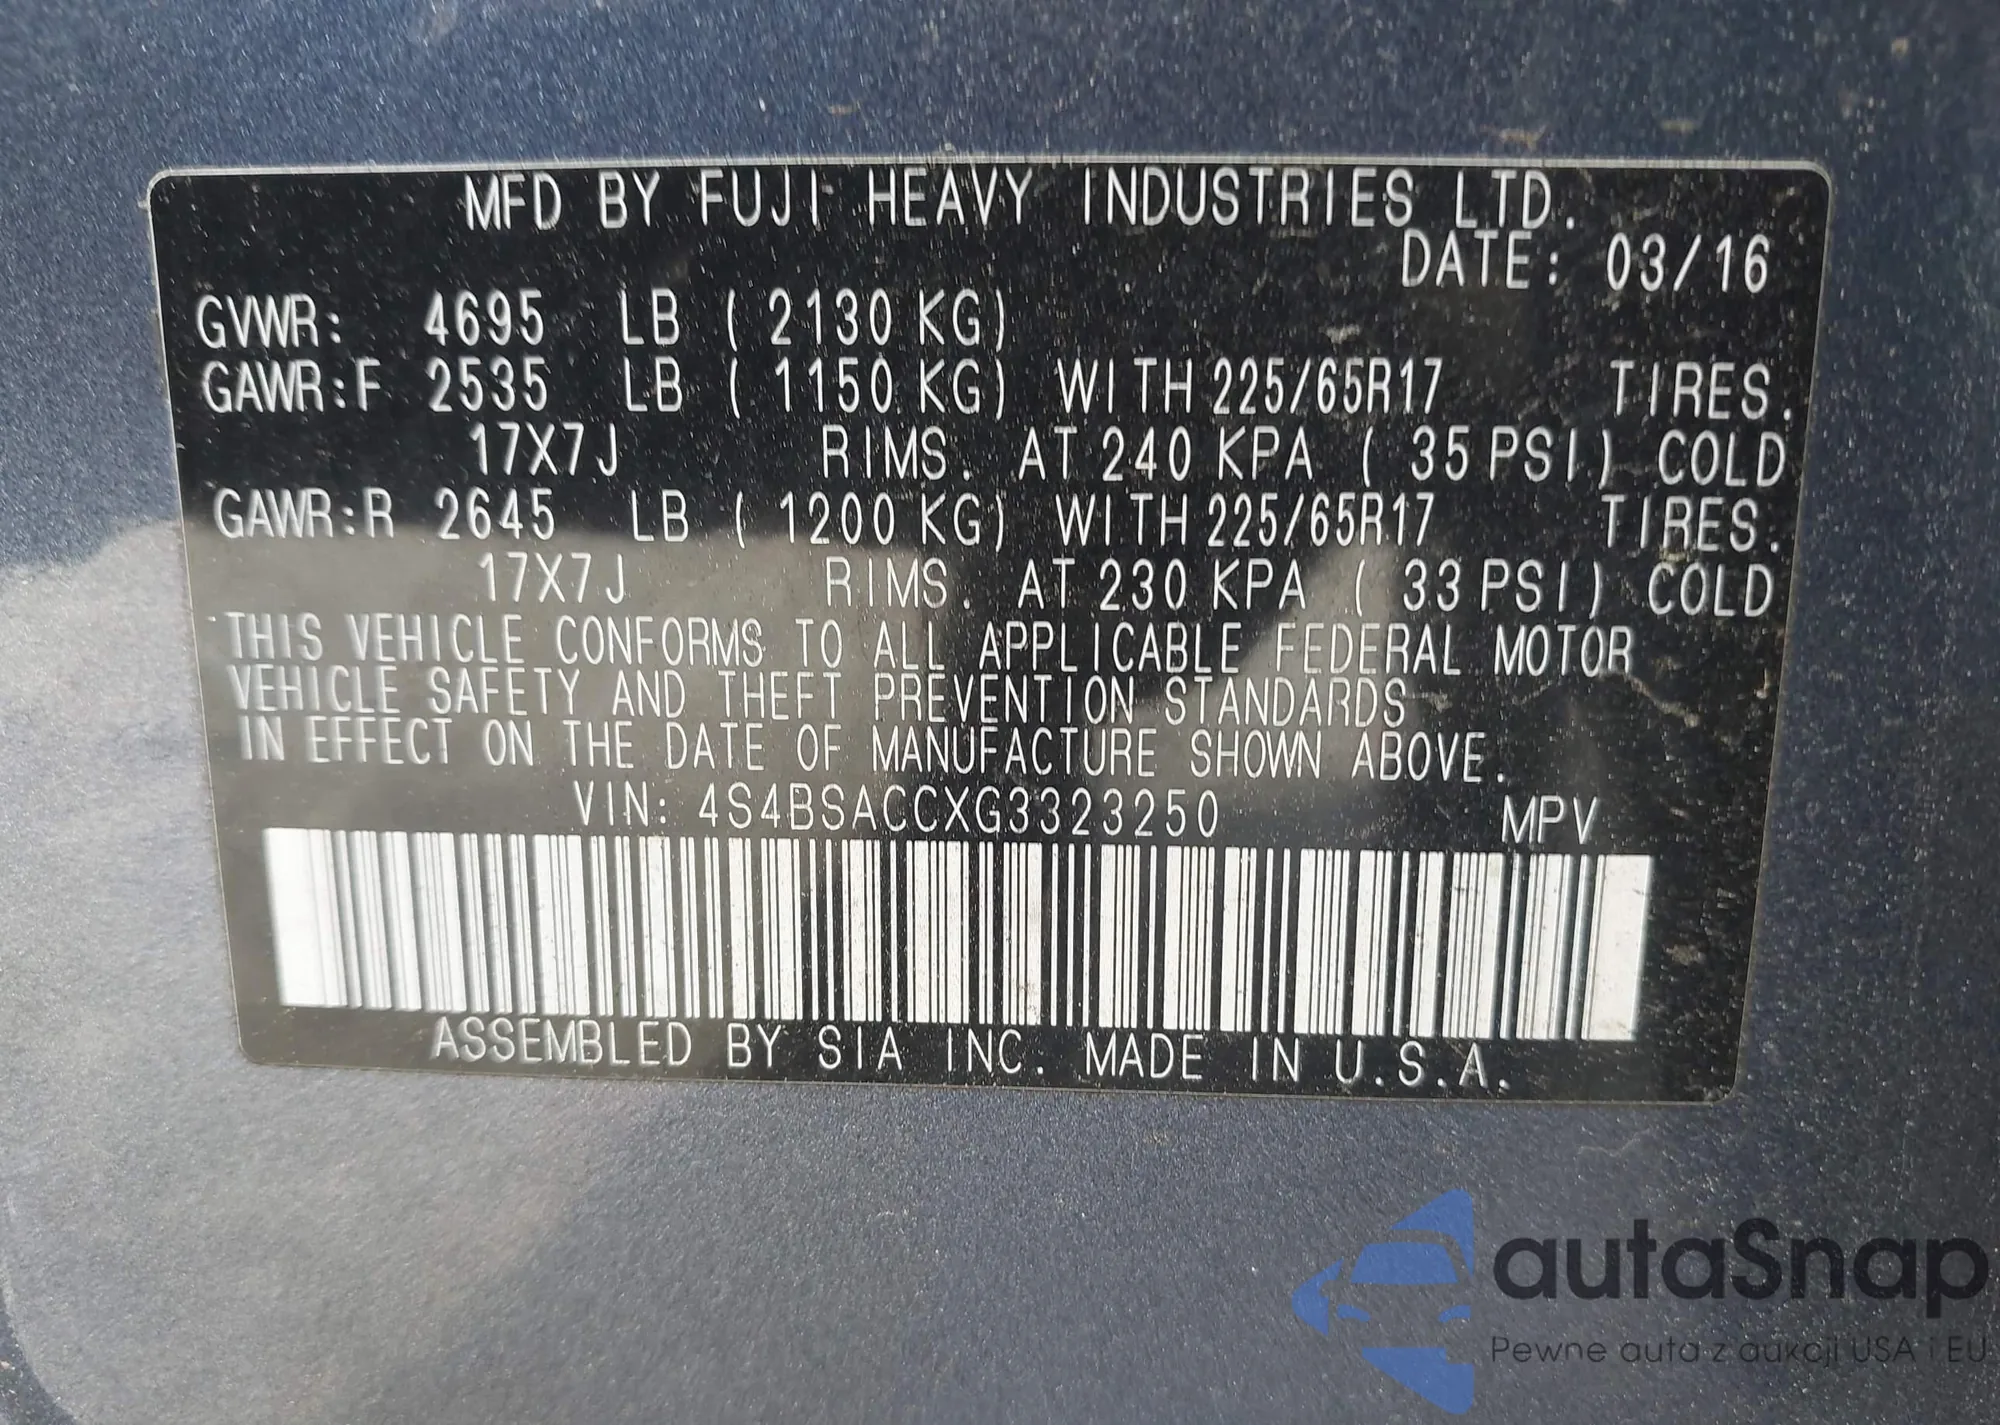 MFD BY FUJI HEAVY INDUSTRIES LTD.
DATE: 03/16
GVWR: 4695 LB ( 2130 KG)
GAWR:F 2535 LB ( 1150 KG) WITH 225/65R17 TIRES.
17X7J RIMS. AT 240 KPA ( 35 PSI) COLD
GAWR:R 2645 LB ( 1200 KG) WITH 225/65R17 TIRES.
17X7J RIMS. AT 230 KPA ( 33 PSI) COLD
THIS VEHICLE CONFORMS TO ALL APPLICABLE FEDERAL MOTOR
VEHICLE SAFETY AND THEFT PREVENTION STANDARDS
IN EFFECT ON THE DATE OF MANUFACTURE SHOWN ABOVE.
VIN: 4S4BSACCXG3323250 MPV
ASSEMBLED BY SIA INC. MADE IN U.S.A.
autaSnap
Pewne auta z aukcji USA i EU